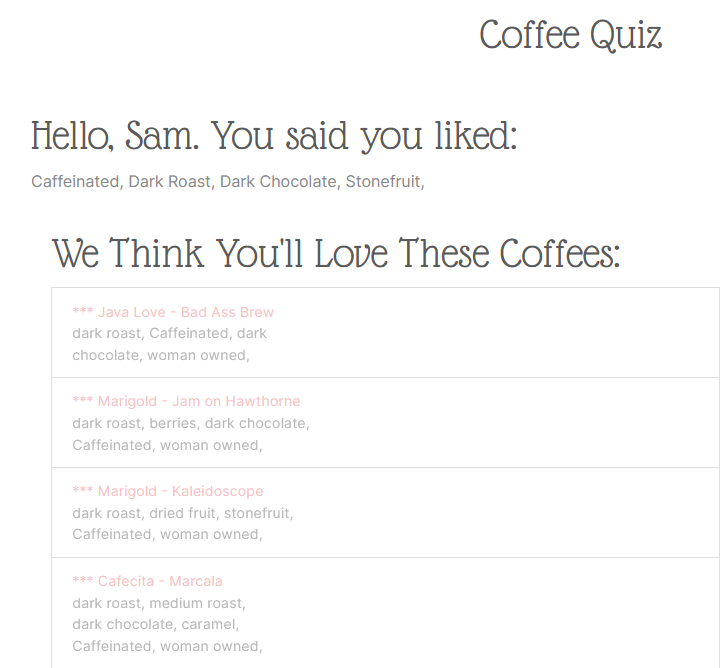 Coffee Quiz
Hello, Sam. You said you liked:
Caffeinated, Dark Roast, Dark Chocolate, Stonefruit,
We Think You'll Love These Coffees:
*** Java Love - Bad Ass Brew
dark roast, Caffeinated, dark
chocolate, woman owned,
*** Marigold - Jam on Hawthorne
dark roast, berries, dark chocolate,
Caffeinated, woman owned,
*** Marigold - Kaleidoscope
dark roast, dried fruit, stonefruit,
Caffeinated, woman owned,
*** Cafecita - Marcala
dark roast, medium roast,
dark chocolate, caramel,
Caffeinated, woman owned,